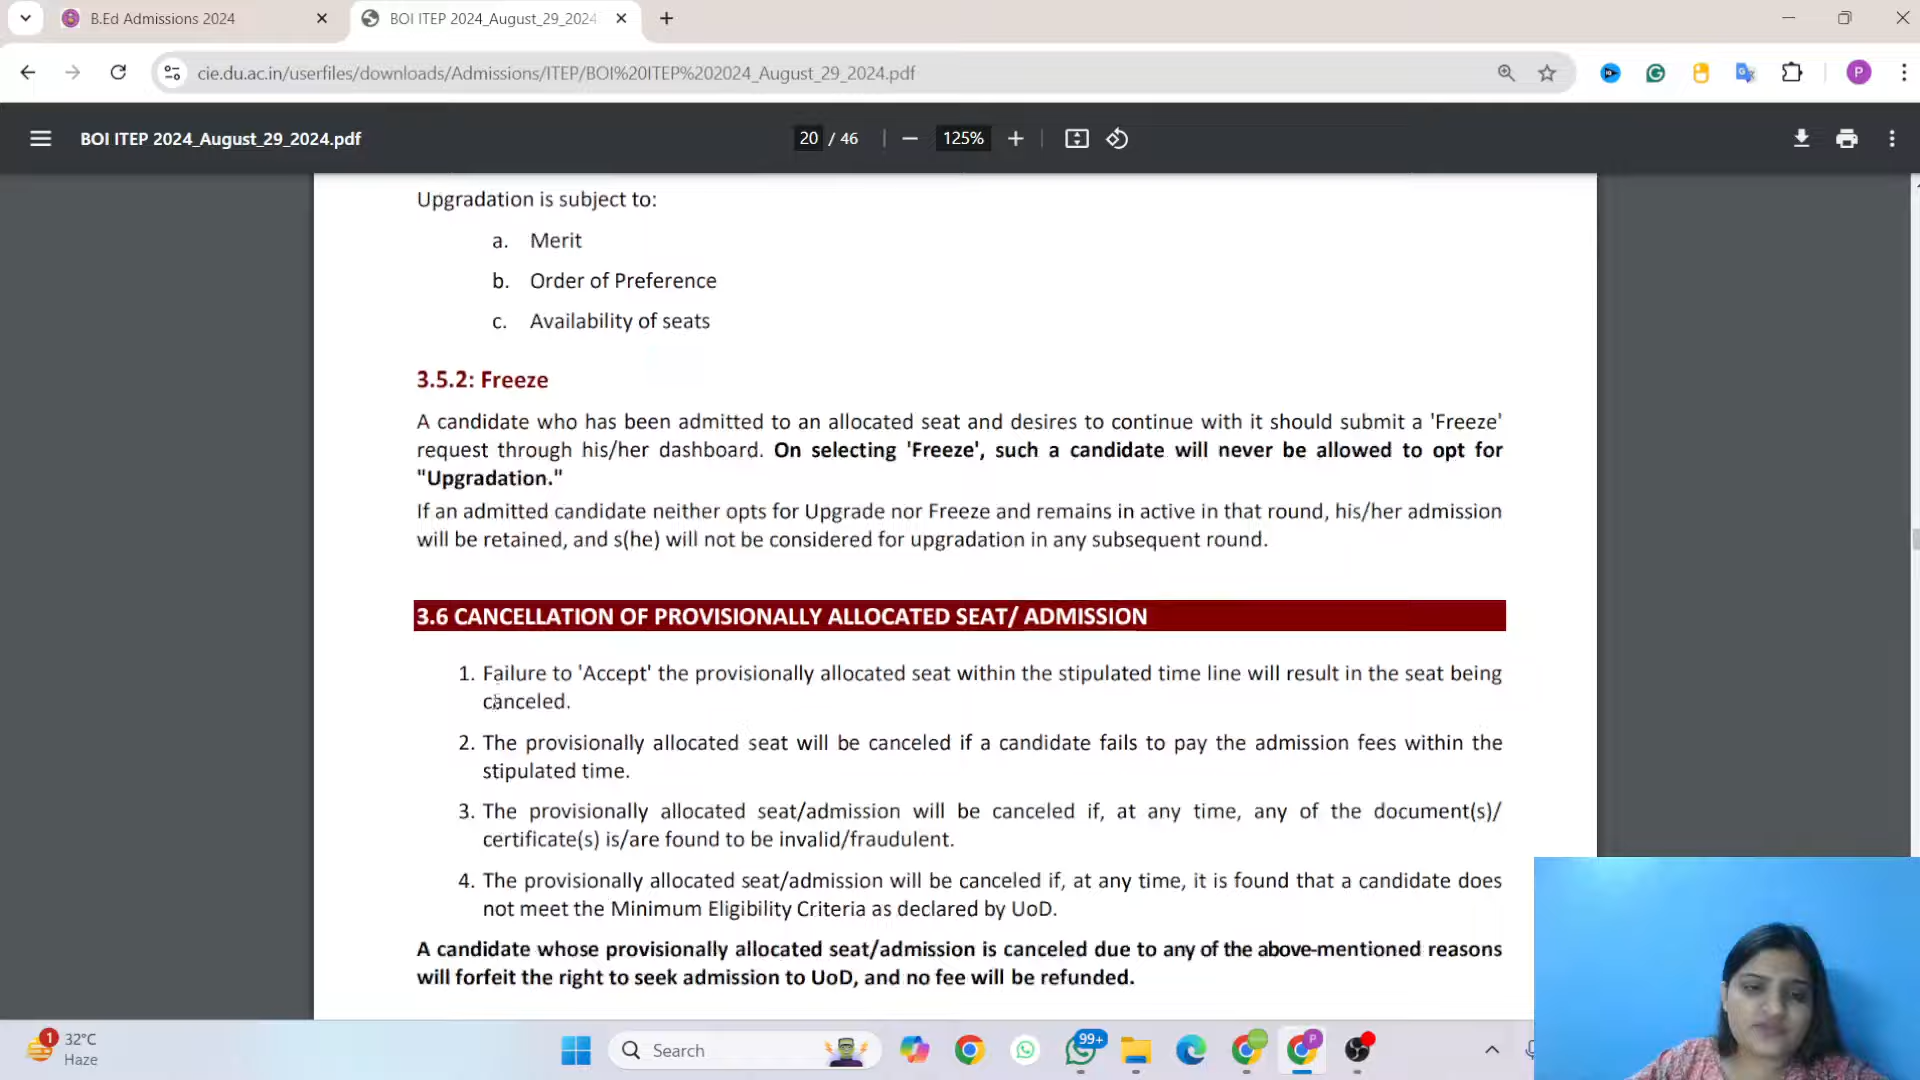 B.Ed Admissions 2024
BOI ITEP 2024_August_29_2024
cie.du.ac.in/userfiles/downloads/Admissions/ITEP/BOI%20ITEP%202024_August_29_2024.pdf
P
BOI ITEP 2024_August_29_2024.pdf
20 / 46
125%
Upgradation is subject to:
a. Merit
b. Order of Preference
c. Availability of seats
3.5.2: Freeze
A candidate who has been admitted to an allocated seat and desires to continue with it should submit a 'Freeze'
request through his/her dashboard. On selecting 'Freeze', such a candidate will never be allowed to opt for
"Upgradation."
If an admitted candidate neither opts for Upgrade nor Freeze and remains in active in that round, his/her admission
will be retained, and s(he) will not be considered for upgradation in any subsequent round.
3.6 CANCELLATION OF PROVISIONALLY ALLOCATED SEAT/ ADMISSION
1. Failure to 'Accept' the provisionally allocated seat within the stipulated time line will result in the seat being
canceled.
2. The provisionally allocated seat will be canceled if a candidate fails to pay the admission fees within the
stipulated time.
3. The provisionally allocated seat/admission will be canceled if, at any time, any of the document(s)/
certificate(s) is/are found to be invalid/fraudulent.
4. The provisionally allocated seat/admission will be canceled if, at any time, it is found that a candidate does
not meet the Minimum Eligibility Criteria as declared by UoD.
A candidate whose provisionally allocated seat/admission is canceled due to any of the above-mentioned reasons
will forfeit the right to seek admission to UoD, and no fee will be refunded.
1
32°C
Haze
Search
99+
P